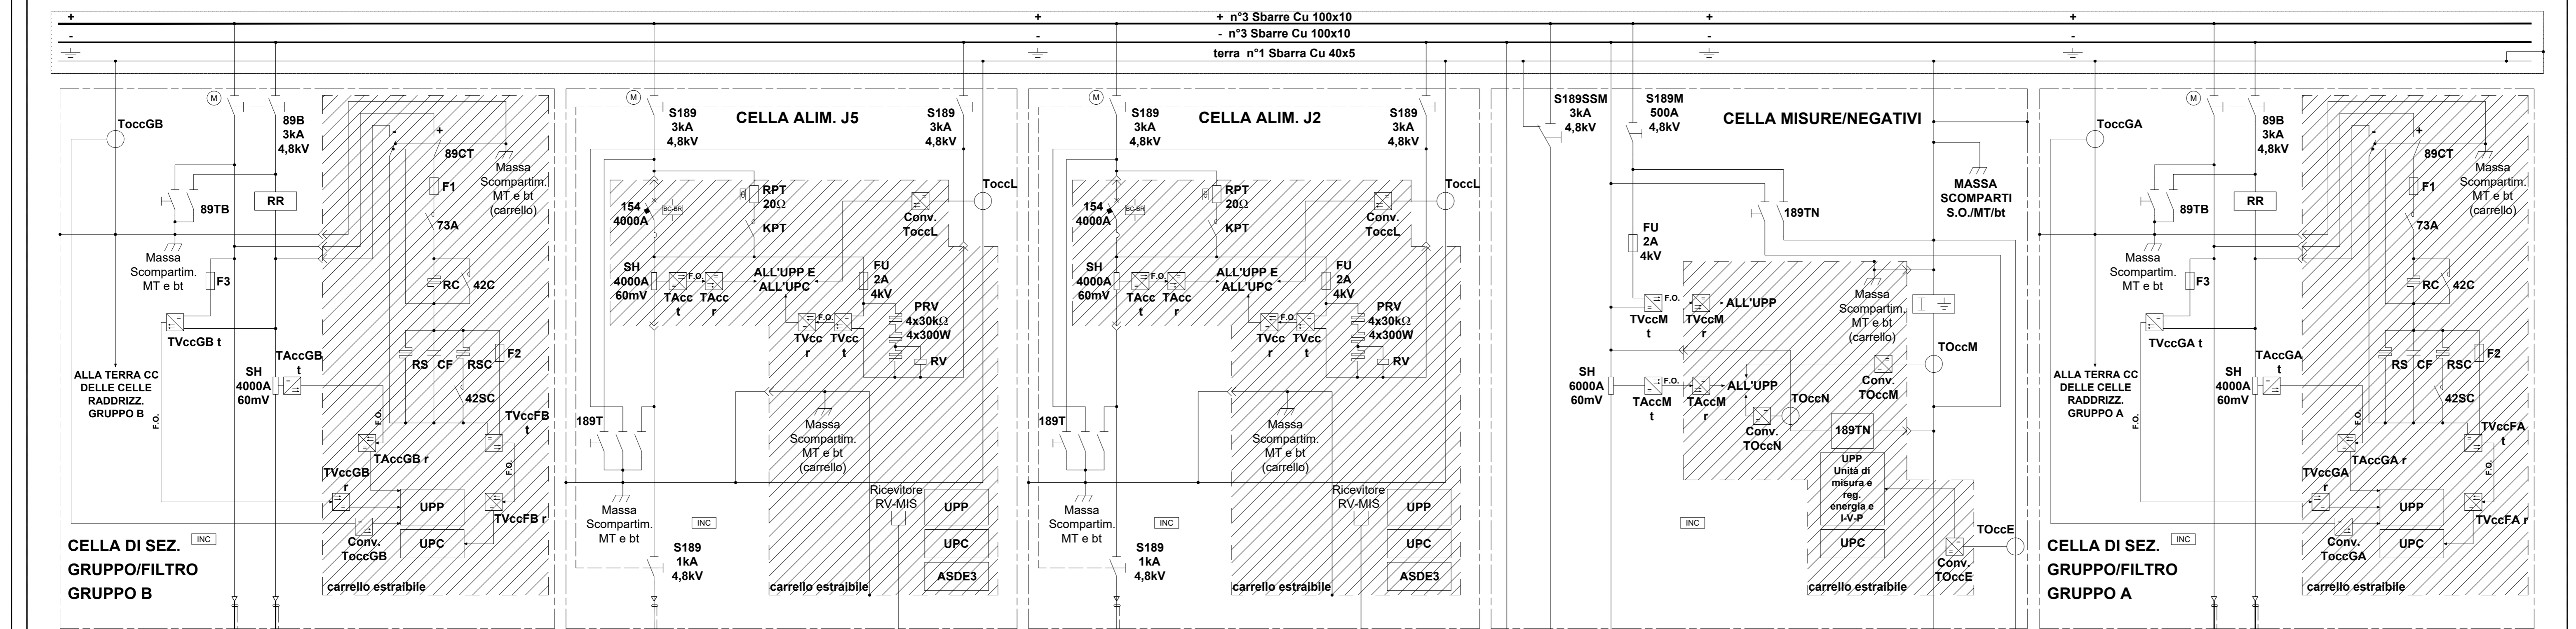 + + + n°3 Sbarre Cu 100x10 + +
- - - n°3 Sbarre Cu 100x10 - -
terra n°1 Sbarra Cu 40x5
M
ToccGB
89B
3kA
4,8kV
89TB
RR
Massa
Scompartim.
MT e bt
F3
TVccGB t
ALLA TERRA CC
DELLE CELLE
RADDRIZZ.
GRUPPO B
F.O.
SH
4000A
60mV
TAccGB
t
-
+
89CT
F1
Massa
Scompartim.
MT e bt
(carrello)
73A
RC
42C
RS
CF
RSC
F2
42SC
TVccFB
t
F.O.
TAccGB r
TVccGB
r
F.O.
UPP
TVccFB r
UPC
Conv.
ToccGB
carrello estraibile
INC
CELLA DI SEZ.
GRUPPO/FILTRO
GRUPPO B
M
S189
3kA
4,8kV
CELLA ALIM. J5
S189
3kA
4,8kV
154
4000A
BC-BR
RPT
20Ω
KPT
Conv.
ToccL
ToccL
SH
4000A
60mV
F.O.
TAcc
t
TAcc
r
ALL'UPP E
ALL'UPC
FU
2A
4kV
F.O.
TVcc
r
TVcc
t
PRV
4x30kΩ
4x300W
RV
189T
Massa
Scompartim.
MT e bt
(carrello)
Massa
Scompartim.
MT e bt
INC
Ricevitore
RV-MIS
UPP
UPC
ASDE3
S189
1kA
4,8kV
carrello estraibile
M
S189
3kA
4,8kV
CELLA ALIM. J2
S189
3kA
4,8kV
154
4000A
BC-BR
RPT
20Ω
KPT
Conv.
ToccL
ToccL
SH
4000A
60mV
F.O.
TAcc
t
TAcc
r
ALL'UPP E
ALL'UPC
FU
2A
4kV
F.O.
TVcc
r
TVcc
t
PRV
4x30kΩ
4x300W
RV
189T
Massa
Scompartim.
MT e bt
(carrello)
Massa
Scompartim.
MT e bt
INC
Ricevitore
RV-MIS
UPP
UPC
ASDE3
S189
1kA
4,8kV
carrello estraibile
S189SSM
3kA
4,8kV
S189M
500A
4,8kV
CELLA MISURE/NEGATIVI
MASSA
SCOMPARTI
S.O./MT/bt
189TN
FU
2A
4kV
Massa
Scompartim.
MT e bt
(carrello)
F.O.
ALL'UPP
TVccM
t
TVccM
r
I
TOccM
Conv.
TOccM
SH
6000A
60mV
F.O.
ALL'UPP
TAccM
t
TAccM
r
TOccN
Conv.
TOccN
189TN
UPP
Unità di
misura e
reg.
energia e
I-V-P
UPC
INC
TOccE
Conv.
TOccE
carrello estraibile
M
ToccGA
89B
3kA
4,8kV
89TB
RR
Massa
Scompartim.
MT e bt
F3
TVccGA t
ALLA TERRA CC
DELLE CELLE
RADDRIZZ.
GRUPPO A
F.O.
SH
4000A
60mV
TAccGA
t
-
+
89CT
F1
Massa
Scompartim.
MT e bt
(carrello)
73A
RC
42C
RS
CF
RSC
F2
42SC
TVccFA
t
F.O.
TAccGA r
TVccGA
r
F.O.
UPP
TVccFA r
UPC
Conv.
ToccGA
carrello estraibile
INC
CELLA DI SEZ.
GRUPPO/FILTRO
GRUPPO A